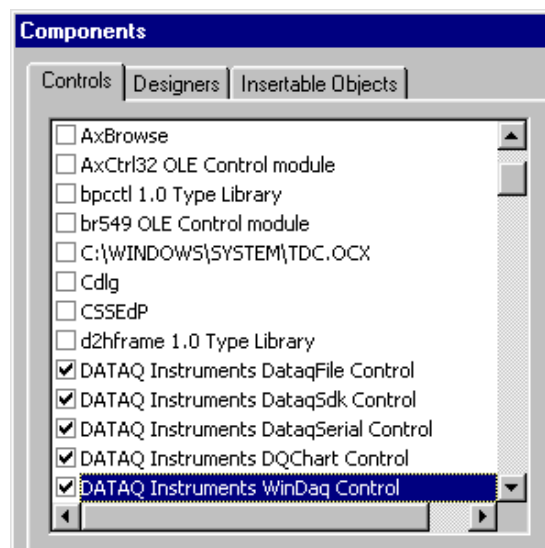 Components
Controls Designers Insertable Objects
AxBrowse
AxCtrl32 OLE Control module
bpcctl 1.0 Type Library
br549 OLE Control module
C:\WINDOWS\SYSTEM\TDC.OCX
Cdlg
CSSEdP
d2hframe 1.0 Type Library
DATAQ Instruments DataqFile Control
DATAQ Instruments DataqSdk Control
DATAQ Instruments DataqSerial Control
DATAQ Instruments DQChart Control
DATAQ Instruments WinDaq Control